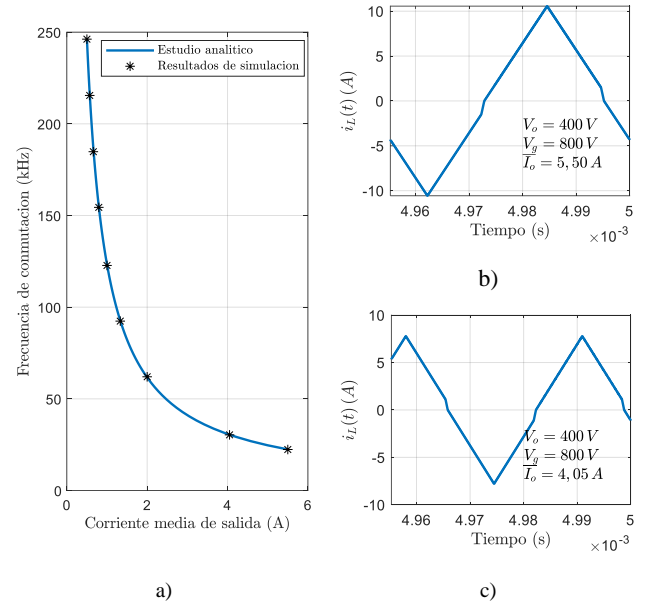 250
200
150
100
50
0
0
2
4
6
Frecuencia de conmutacion (kHz)
Corriente media de salida (A)
Estudio analitico
Resultados de simulacion
a)
10
5
0
-5
-10
4.96
4.97
4.98
4.99
5
i_L(t) (A)
Tiempo (s)
×10^-3
V_o = 400 V
V_g = 800 V
I_o = 5,50 A
b)
10
5
0
-5
-10
4.96
4.97
4.98
4.99
5
i_L(t) (A)
Tiempo (s)
×10^-3
V_o = 400 V
V_g = 800 V
I_o = 4,05 A
c)